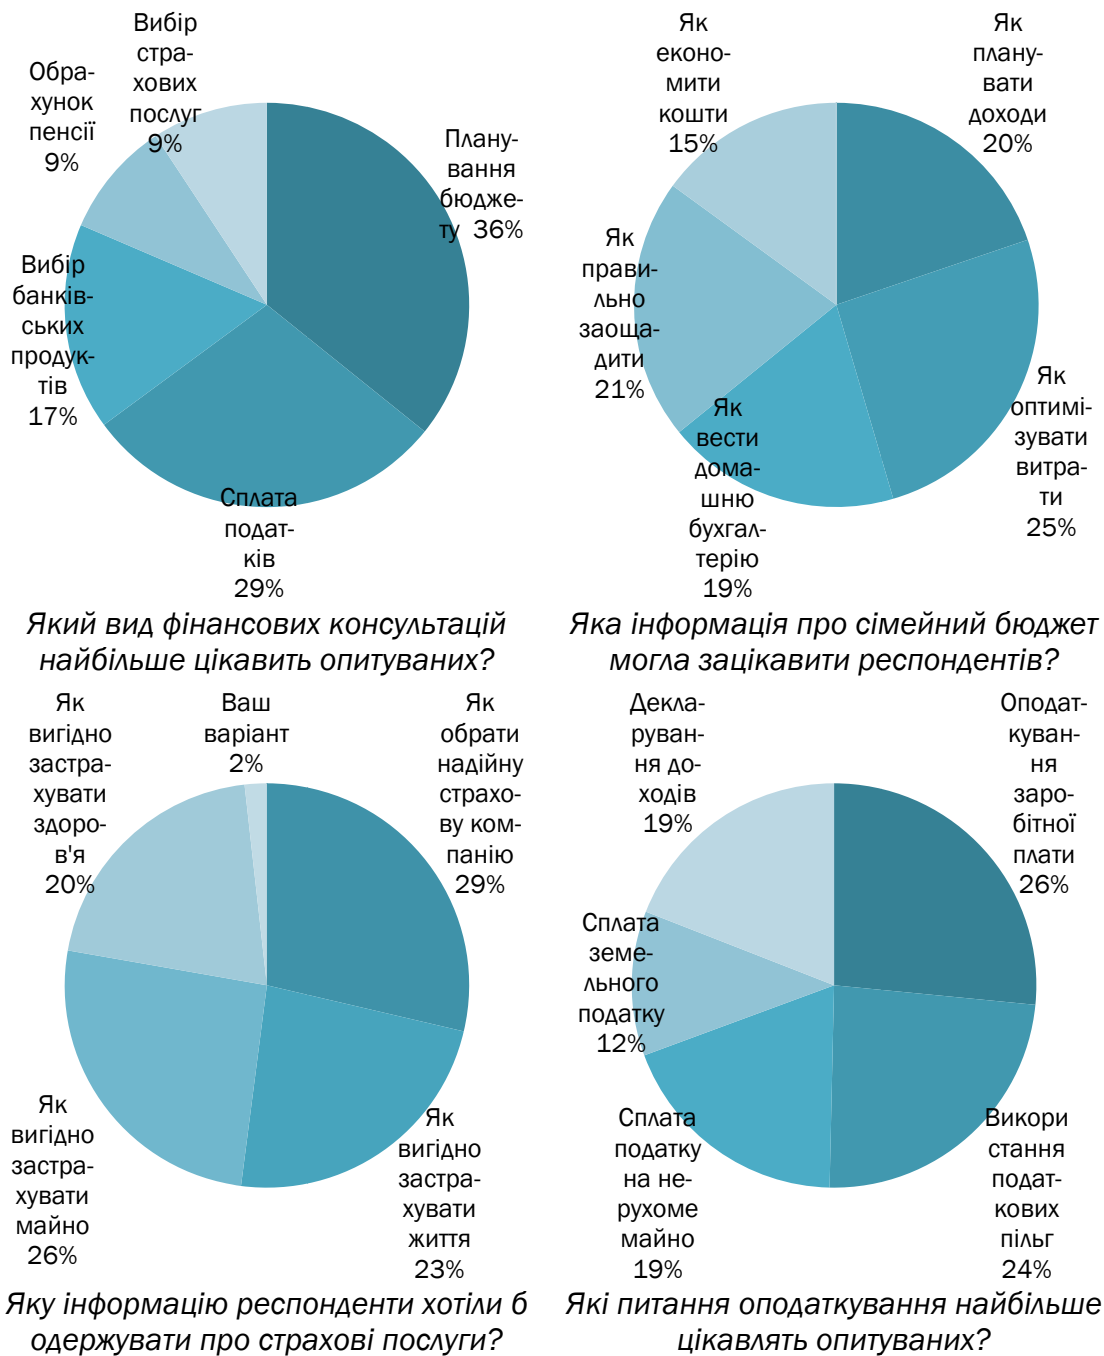 Вибір
стра-
хових
послуг
9%
Обра-
хунок
пенсії
9%
Плану-
вання
бюдже-
ту 36%
Вибір
банків-
ських
продук-
тів
17%
Сплата
подат-
ків
29%
Який вид фінансових консультацій
найбільше цікавить опитуваних?
Як
еконо-
мити
кошти
15%
Як
плану-
вати
доходи
20%
Як
прави-
льно
заоща-
дити
21%
Як
вести
дома-
шню
бухгал-
терію
19%
Як
оптимі-
зувати
витра-
ти
25%
Яка інформація про сімейний бюджет
могла зацікавити респондентів?
Як
вигідно
застра-
хувати
здоро-
в'я
20%
Ваш
варіант
2%
Як
обрати
надійну
страхо-
ву ком-
панію
29%
Як
вигідно
застра-
хувати
майно
26%
Як
вигідно
застра-
хувати
життя
23%
Яку інформацію респонденти хотіли б
одержувати про страхові послуги?
Декла-
руван-
ня до-
ходів
19%
Оподат-
куван-
ня
заро-
бітної
плати
26%
Сплата
земе-
льного
податку
12%
Сплата
податку
на не-
рухоме
майно
19%
Викори
стання
подат-
кових
пільг
24%
Які питання оподаткування найбільше
цікавлять опитуваних?